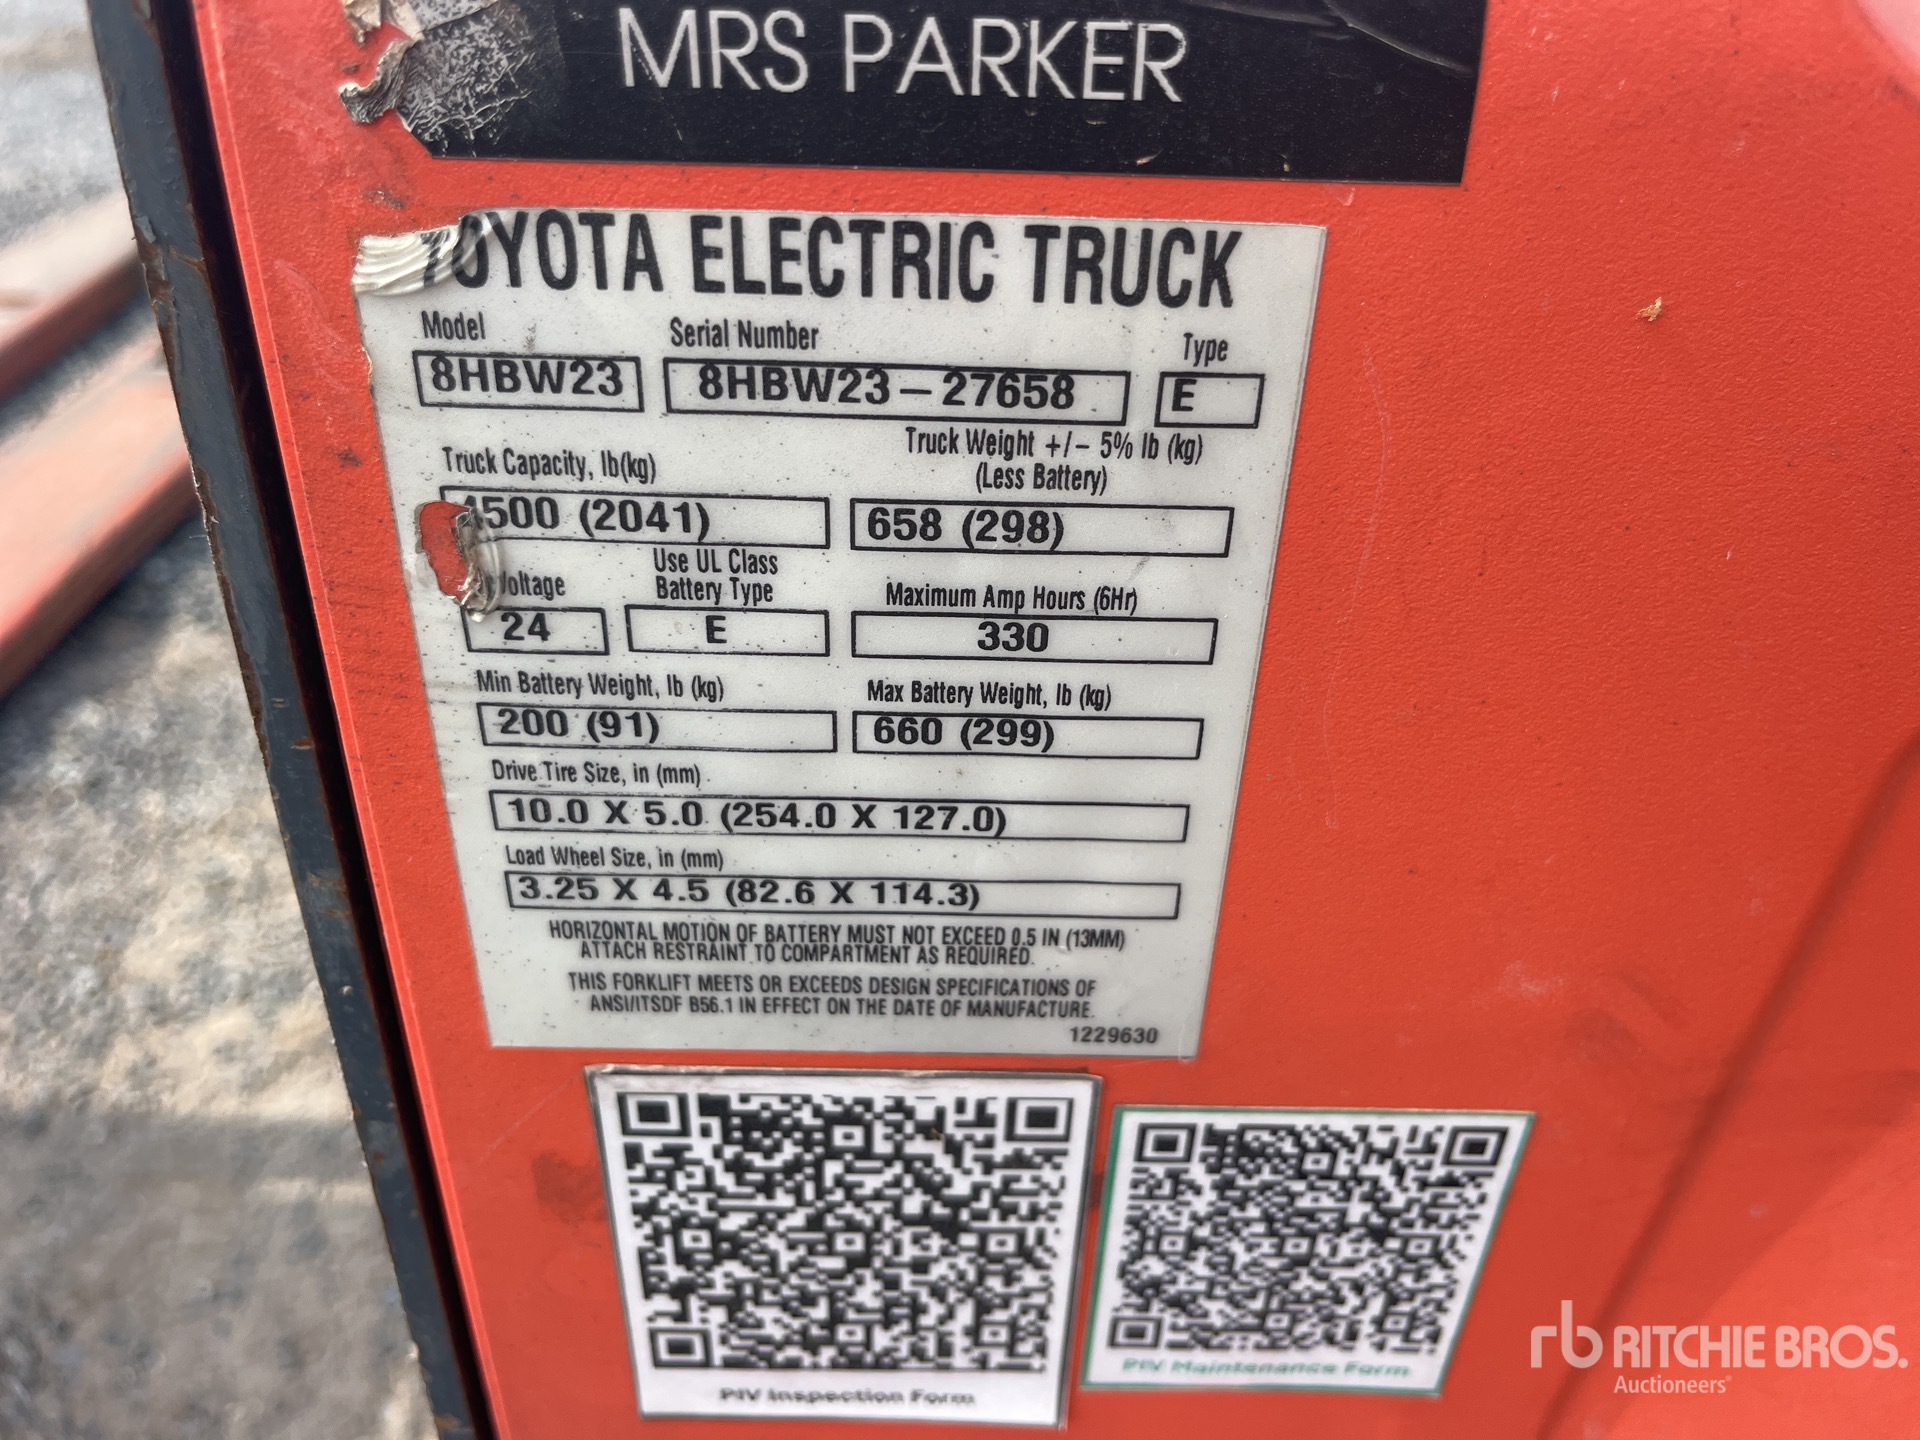 MRS PARKER
TOYOTA ELECTRIC TRUCK
Model Serial Number Type
8HBW23 8HBW23-27658 E
Truck Capacity, lb(kg) Truck Weight +/- 5% lb (kg)
(Less Battery)
4500 (2041) 658 (298)
Voltage Use UL Class
Battery Type Maximum Amp Hours (6Hr)
24 E 330
Min Battery Weight, lb (kg) Max Battery Weight, lb (kg)
200 (91) 660 (299)
Drive Tire Size, in (mm)
10.0 X 5.0 (254.0 X 127.0)
Load Wheel Size, in (mm)
3.25 X 4.5 (82.6 X 114.3)
HORIZONTAL MOTION OF BATTERY MUST NOT EXCEED 0.5 IN (13MM)
ATTACH RESTRAINT TO COMPARTMENT AS REQUIRED.
THIS FORKLIFT MEETS OR EXCEEDS DESIGN SPECIFICATIONS OF
ANSI/ITSDF B56.1 IN EFFECT ON THE DATE OF MANUFACTURE.
1229630
PIV Inspection Form
PIV Maintenance Form
rb RITCHIE BROS.
Auctioneers